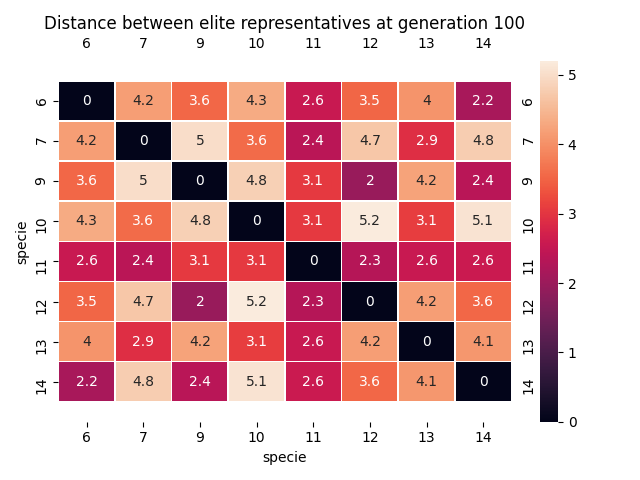 Distance between elite representatives at generation 100
6 7 9 10 11 12 13 14
6 0 4.2 3.6 4.3 2.6 3.5 4 2.2 6
7 4.2 0 5 3.6 2.4 4.7 2.9 4.8 7
9 3.6 5 0 4.8 3.1 2 4.2 2.4 9
10 4.3 3.6 4.8 0 3.1 5.2 3.1 5.1 10
11 2.6 2.4 3.1 3.1 0 2.3 2.6 2.6 11
12 3.5 4.7 2 5.2 2.3 0 4.2 3.6 12
13 4 2.9 4.2 3.1 2.6 4.2 0 4.1 13
14 2.2 4.8 2.4 5.1 2.6 3.6 4.1 0 14
6 7 9 10 11 12 13 14
specie
specie
5
4
3
2
1
0